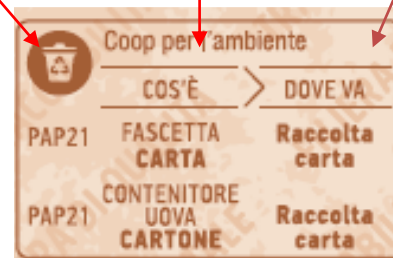 Coop per l'ambiente
COS'È DOVE VA
PAP21 FASCETTA CARTA Raccolta carta
PAP21 CONTENITORE UOVA CARTONE Raccolta carta